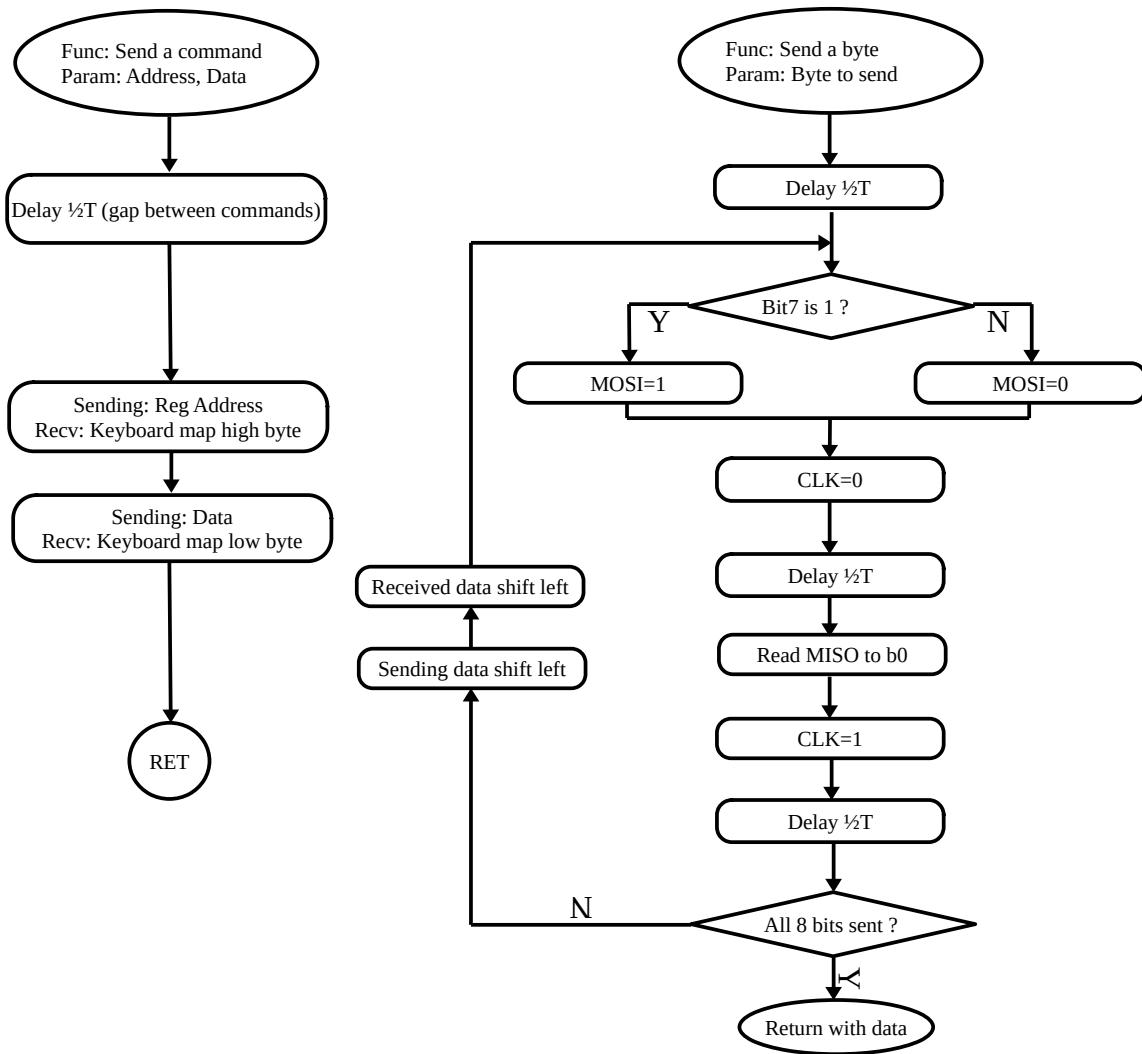 Func: Send a command
Param: Address, Data
Delay ½T (gap between commands)
Sending: Reg Address
Recv: Keyboard map high byte
Sending: Data
Recv: Keyboard map low byte
RET
Func: Send a byte
Param: Byte to send
Delay ½T
Bit7 is 1 ?
Y
N
MOSI=1
MOSI=0
CLK=0
Delay ½T
Read MISO to b0
CLK=1
Delay ½T
All 8 bits sent ?
N
Sending data shift left
Received data shift left
Y
Return with data